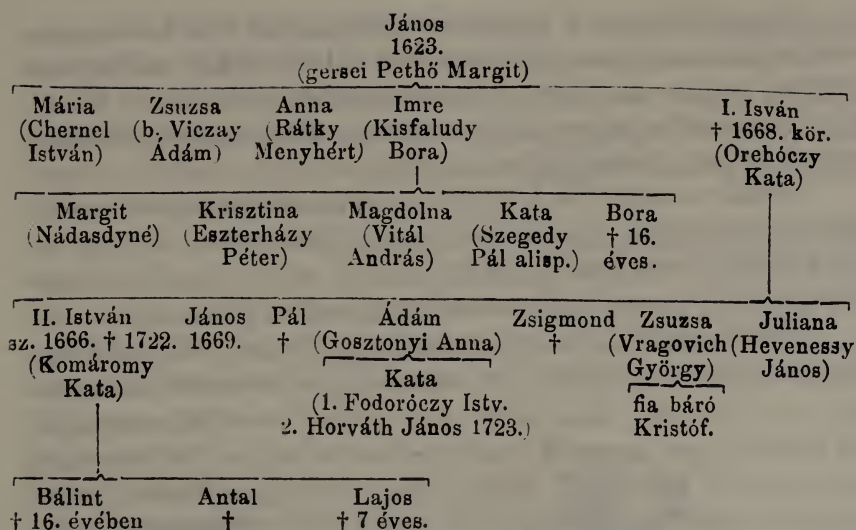 János
1623.
(gersei Pethő Margit)
Mária Zsuzsa Anna Imre I. Isván
(Chernel (b. Viczay (Rátky (Kisfaludy † 1668. kör.
István) Ádám) Menyhért) Bora) (Orehóczy
Kata)
Margit Krisztina Magdolna Kata Bora
(Nádasdyné) (Eszterházy (Vitál (Szegedy † 16.
Péter) András) Pál alisp.) éves.
II. István János Pál Ádám Zsigmond Zsuzsa Juliana
sz. 1666. † 1722. 1669. † (Gosztonyi Anna) † (Vragovich (Hevenessy
(Komáromy György) János)
Kata) Kata fia báró
(1. Fodoróczy Istv. Kristóf.
2. Horváth János 1723.)
Bálint Antal Lajos
† 16. évében † † 7 éves.